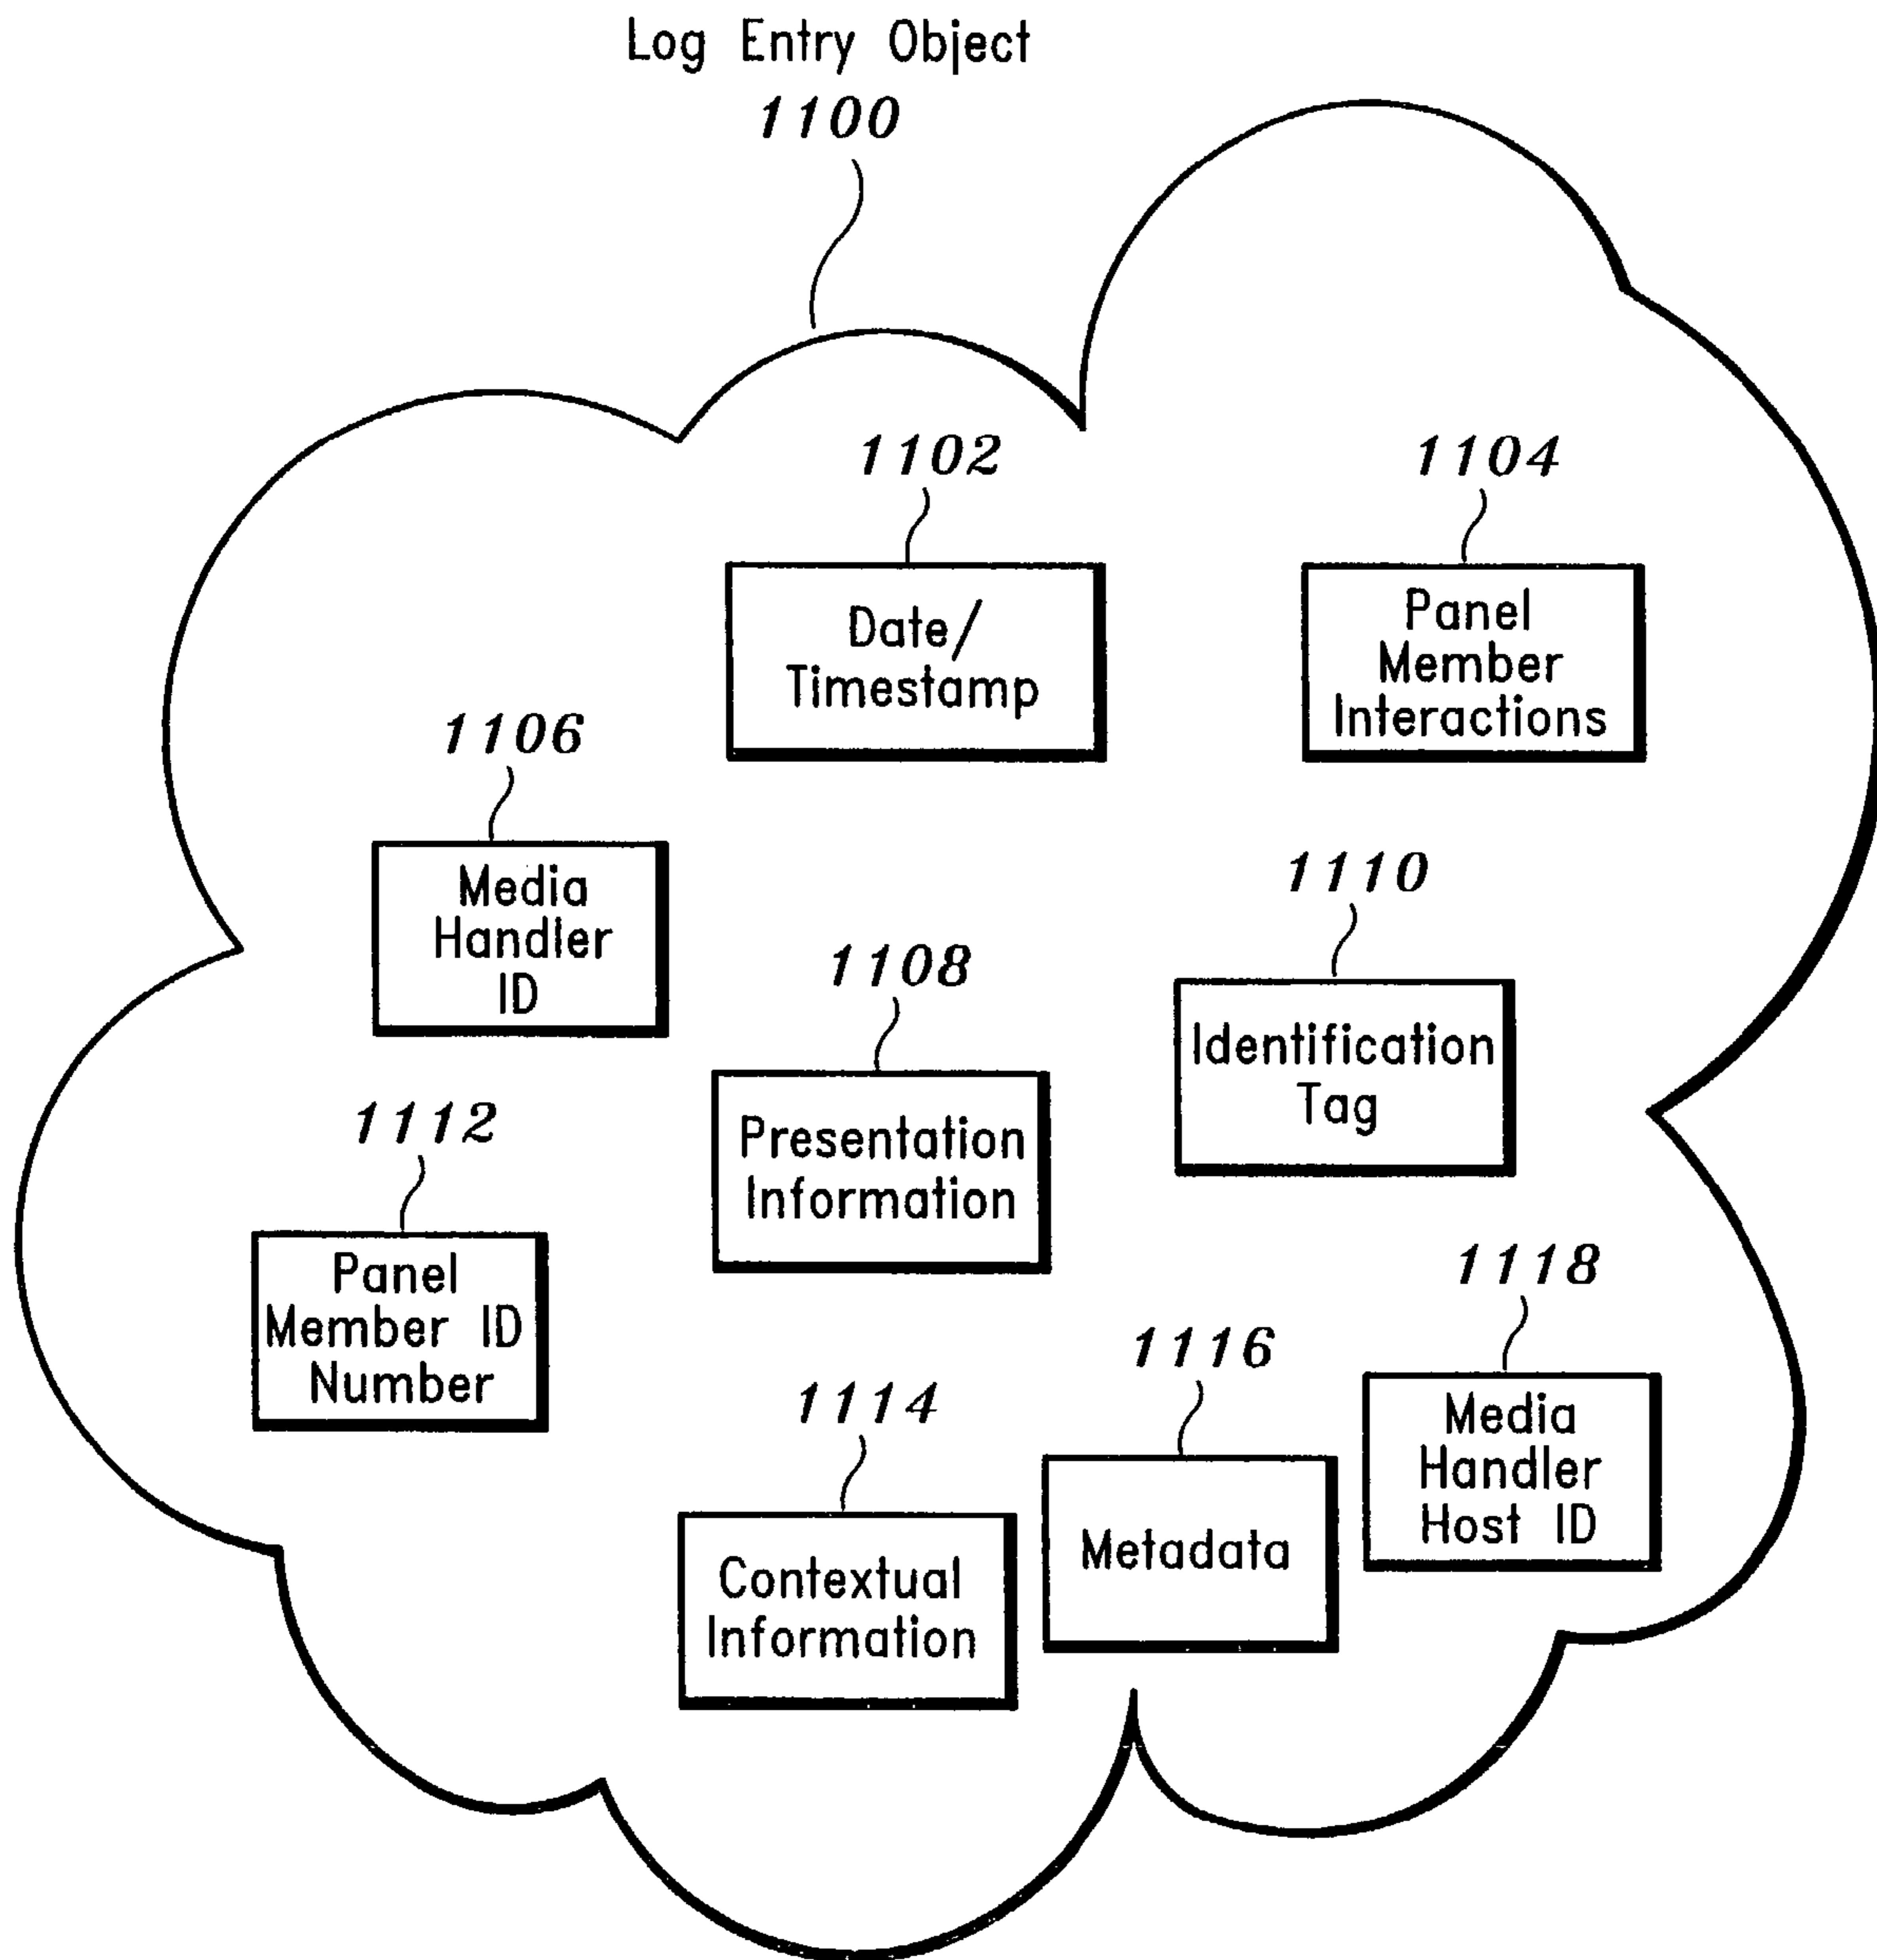 Log Entry Object
1100
1102
Date/
Timestamp
1104
Panel
Member
Interactions
1106
Media
Handler
ID
1110
Identification
Tag
1108
Presentation
Information
1112
Panel
Member ID
Number
1118
Media
Handler
Host ID
1116
Metadata
1114
Contextual
Information